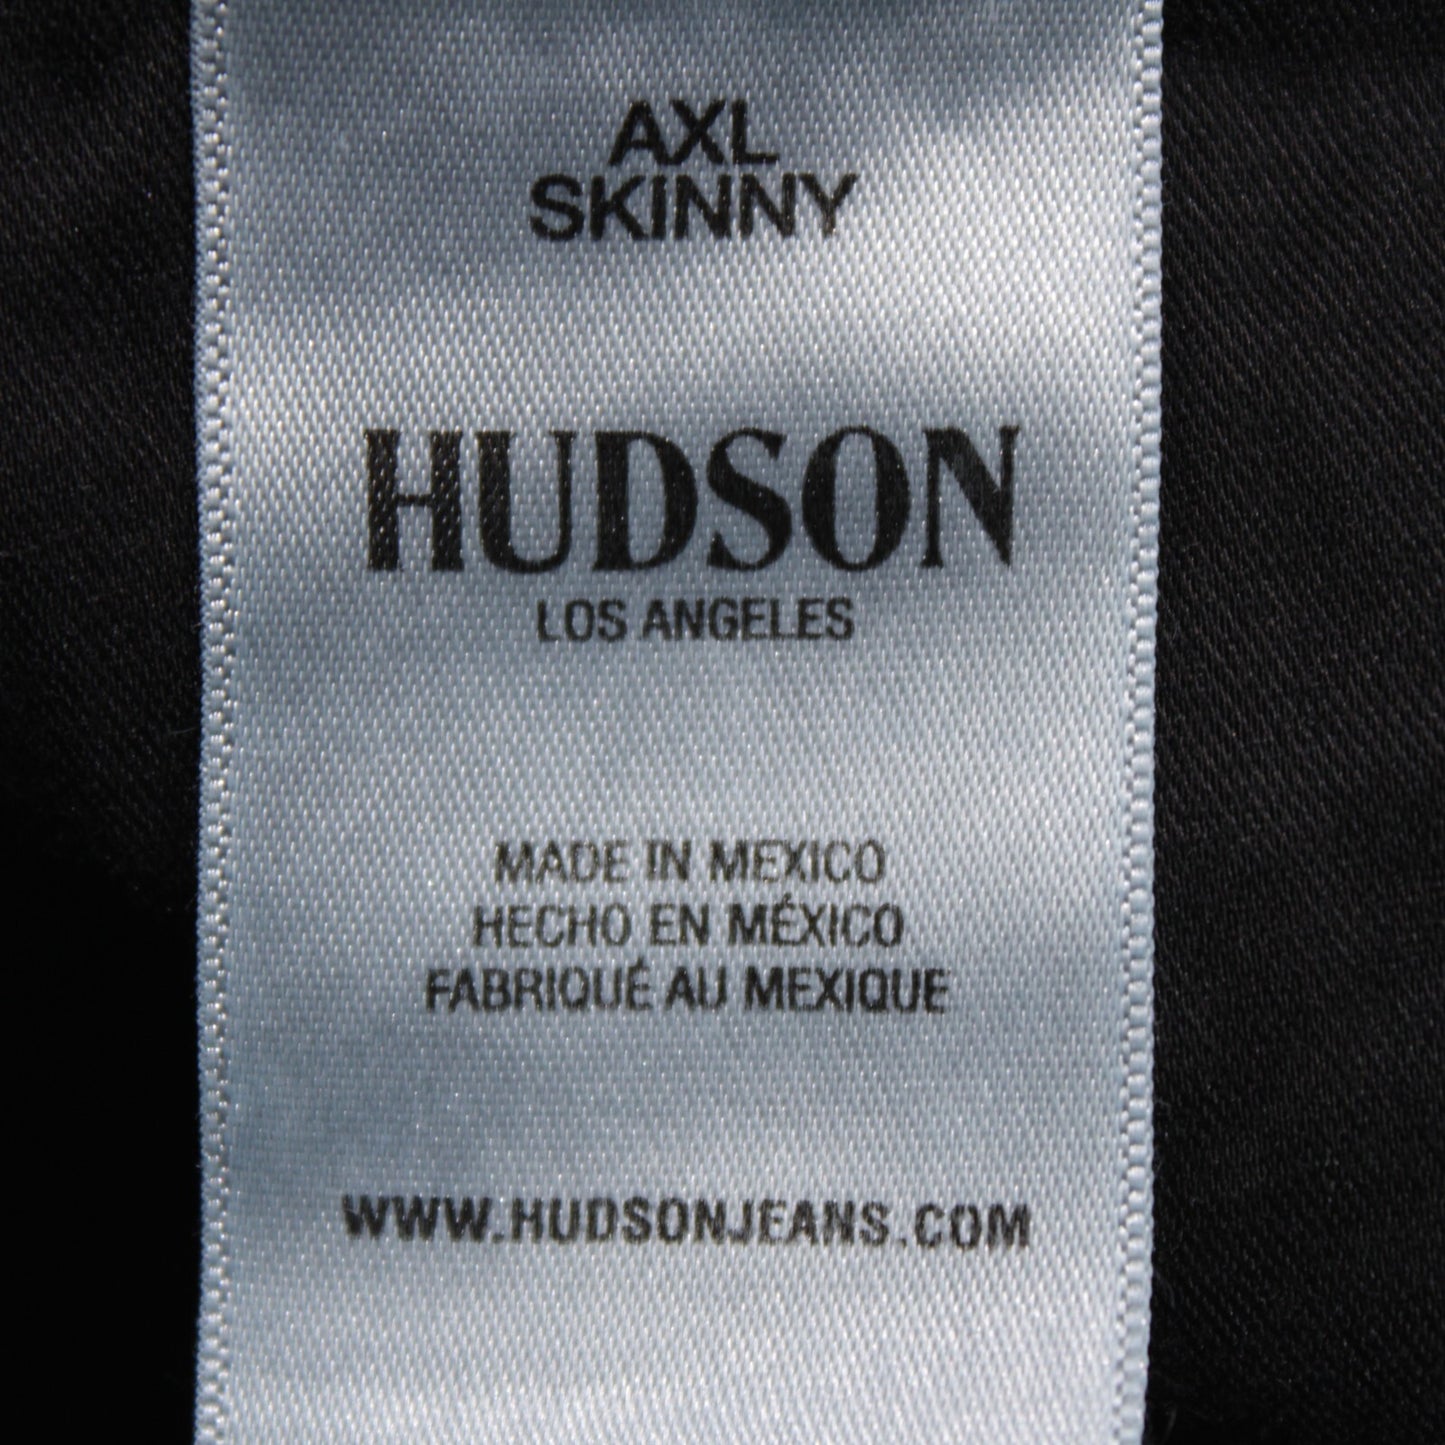 AXL
SKINNY
HUDSON
LOS ANGELES
MADE IN MEXICO
HECHO EN MÉXICO
FABRIQUÉ AU MEXIQUE
WWW.HUDSONJEANS.COM